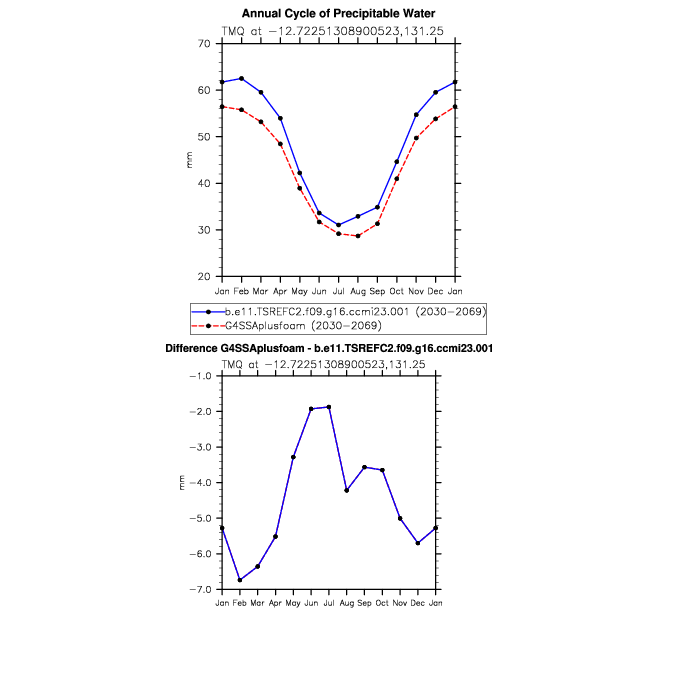 Annual Cycle of Precipitable Water
TMQ at −12.72251308900523,131.25
70
60
50
40
30
20
mm
Jan Feb Mar Apr May Jun Jul Aug Sep Oct Nov Dec Jan
b.e11.TSREFC2.f09.g16.ccmi23.001 (2030−2069)
G4SSAplusfoam (2030−2069)
Difference G4SSAplusfoam - b.e11.TSREFC2.f09.g16.ccmi23.001
TMQ at −12.72251308900523,131.25
−1.0
−2.0
−3.0
−4.0
−5.0
−6.0
−7.0
mm
Jan Feb Mar Apr May Jun Jul Aug Sep Oct Nov Dec Jan